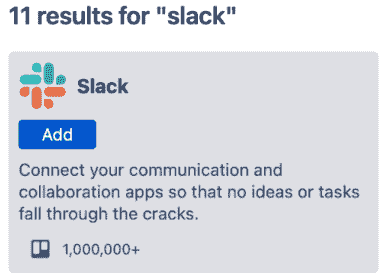 11 results for "slack"
Slack
Add
Connect your communication and
collaboration apps so that no ideas or tasks
fall through the cracks.
1,000,000+